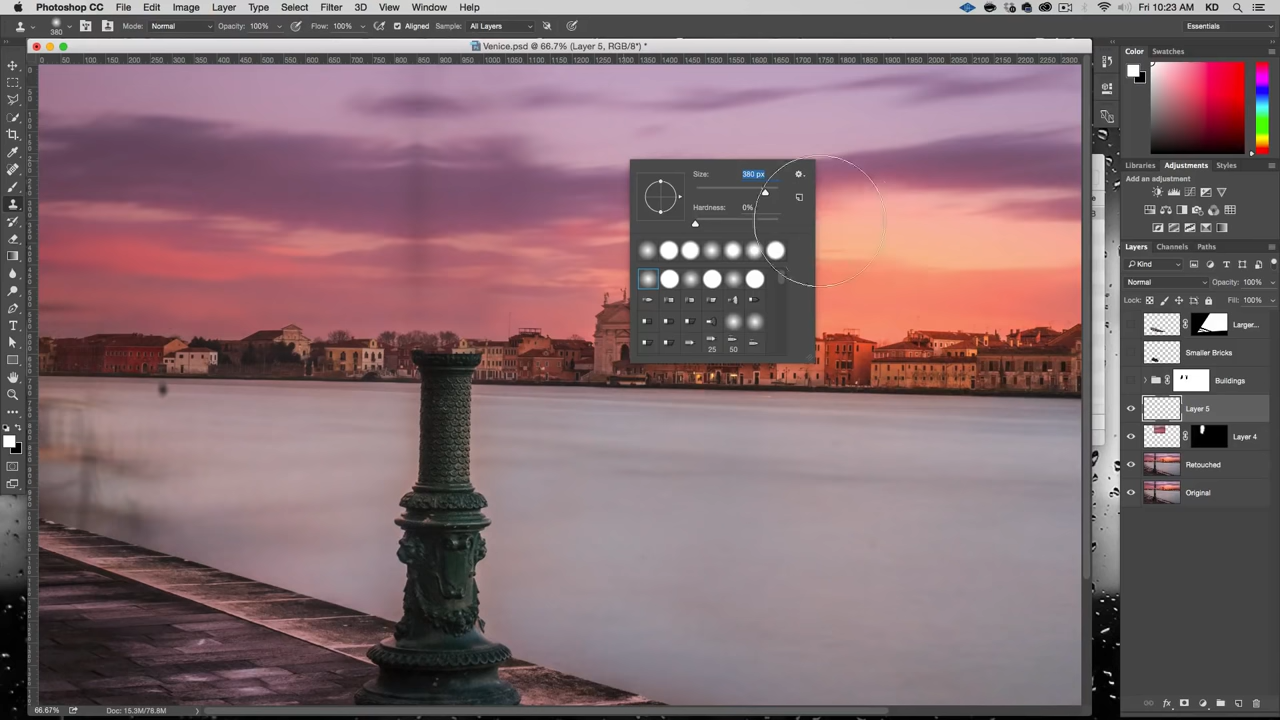 Photoshop CC File Edit Image Layer Type Select Filter 3D View Window Help Fri 10:23 AM KD
380 Mode: Normal Opacity: 100% Flow: 100% Aligned Sample: All Layers Essentials
Venice.psd @ 66.7% (Layer 5, RGB/8*) *
Color Swatches
Size: 380 px
Hardness: 0%
25 50
Libraries Adjustments Styles
Add an adjustment
Layers Channels Paths
Kind
Normal Opacity: 100%
Lock: Fill: 100%
Larger...
Smaller Bricks
Buildings
Layer 5
Layer 4
Retouched
Original
66.67% Doc: 15.3M/78.8M